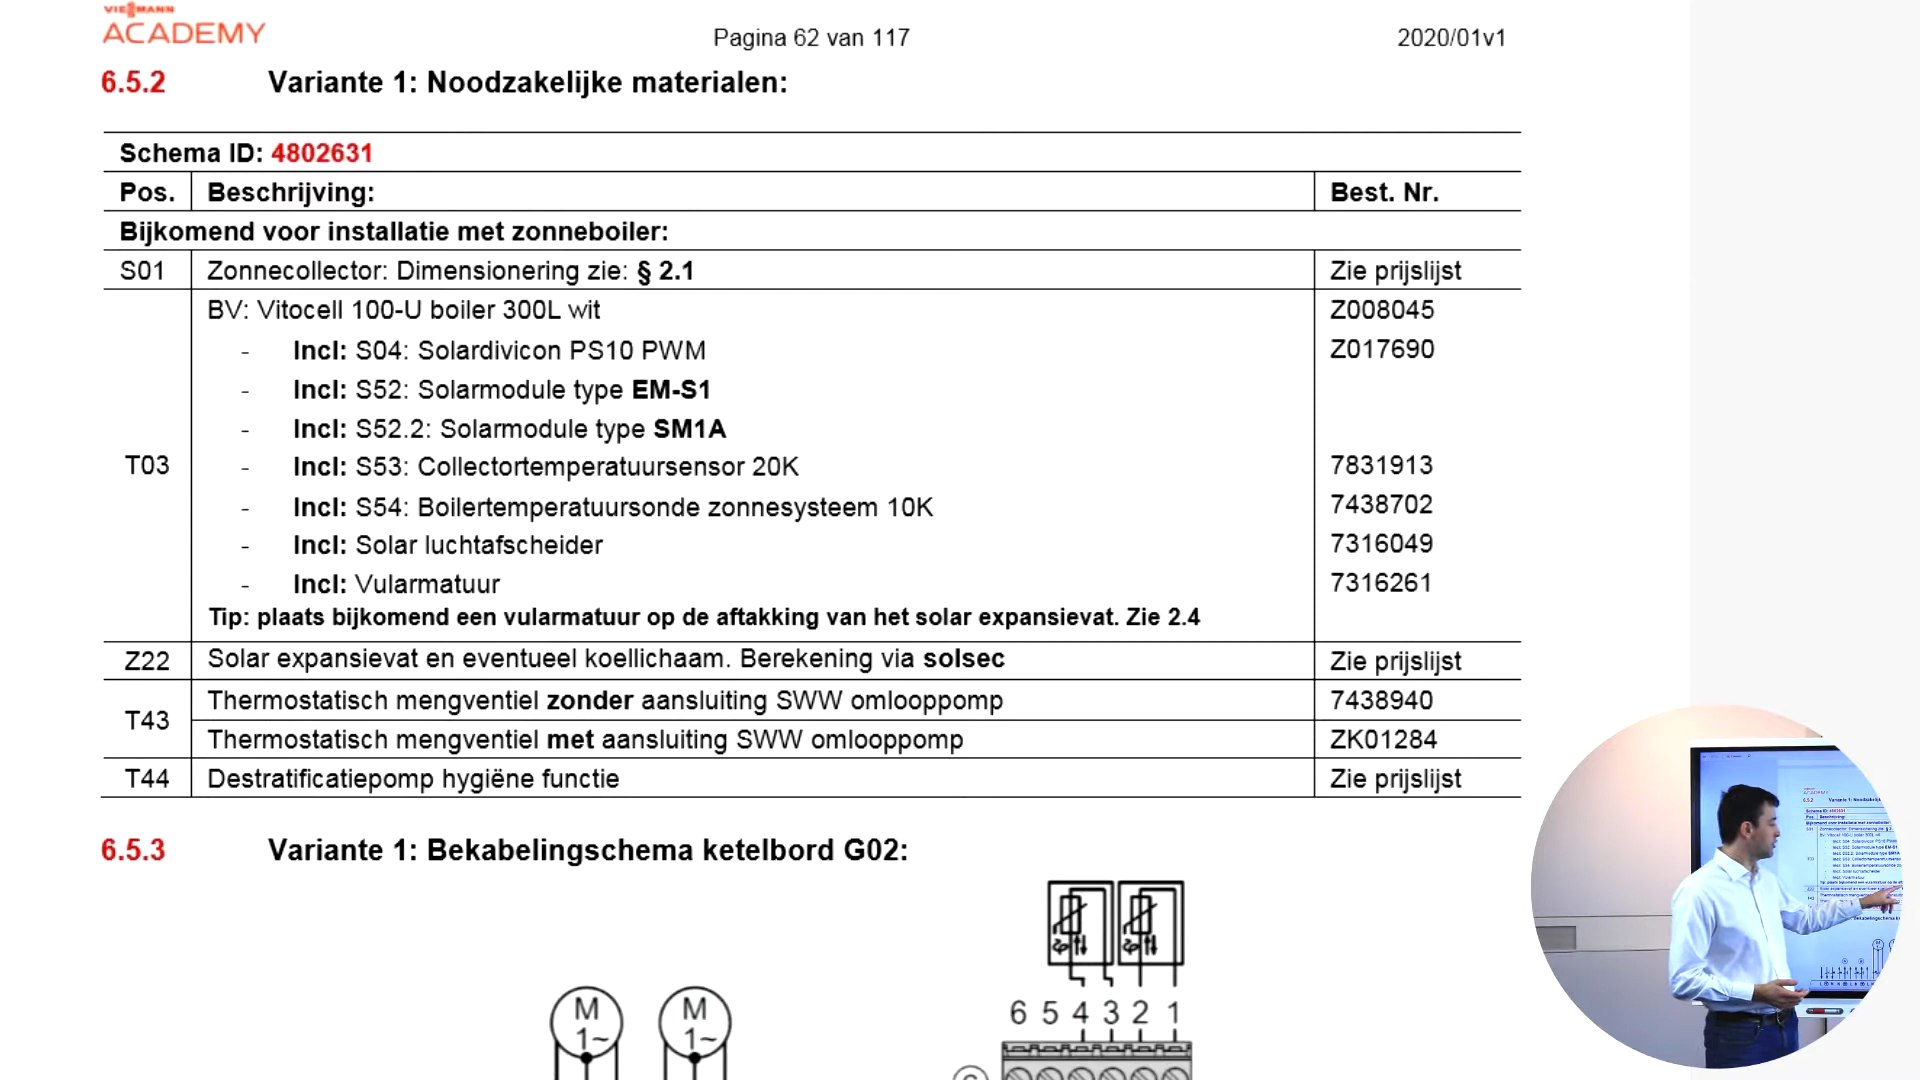 VIESMANN
ACADEMY
Pagina 62 van 117
2020/01v1
6.5.2 Variante 1: Noodzakelijke materialen:
Schema ID: 4802631
Pos. Beschrijving: Best. Nr.
Bijkomend voor installatie met zonneboiler:
S01 Zonnecollector: Dimensionering zie: § 2.1 Zie prijslijst
BV: Vitocell 100-U boiler 300L wit Z008045
- Incl: S04: Solardivicon PS10 PWM Z017690
- Incl: S52: Solarmodule type EM-S1
- Incl: S52.2: Solarmodule type SM1A
T03 - Incl: S53: Collectortemperatuursensor 20K 7831913
- Incl: S54: Boilertemperatuursonde zonnesysteem 10K 7438702
- Incl: Solar luchtafscheider 7316049
- Incl: Vularmatuur 7316261
Tip: plaats bijkomend een vularmatuur op de aftakking van het solar expansievat. Zie 2.4
Z22 Solar expansievat en eventueel koellichaam. Berekening via solsec Zie prijslijst
T43 Thermostatisch mengventiel zonder aansluiting SWW omlooppomp 7438940
Thermostatisch mengventiel met aansluiting SWW omlooppomp ZK01284
T44 Destratificatiepomp hygiëne functie Zie prijslijst
6.5.3 Variante 1: Bekabelingschema ketelbord G02:
M M
1~ 1~
6 5 4 3 2 1